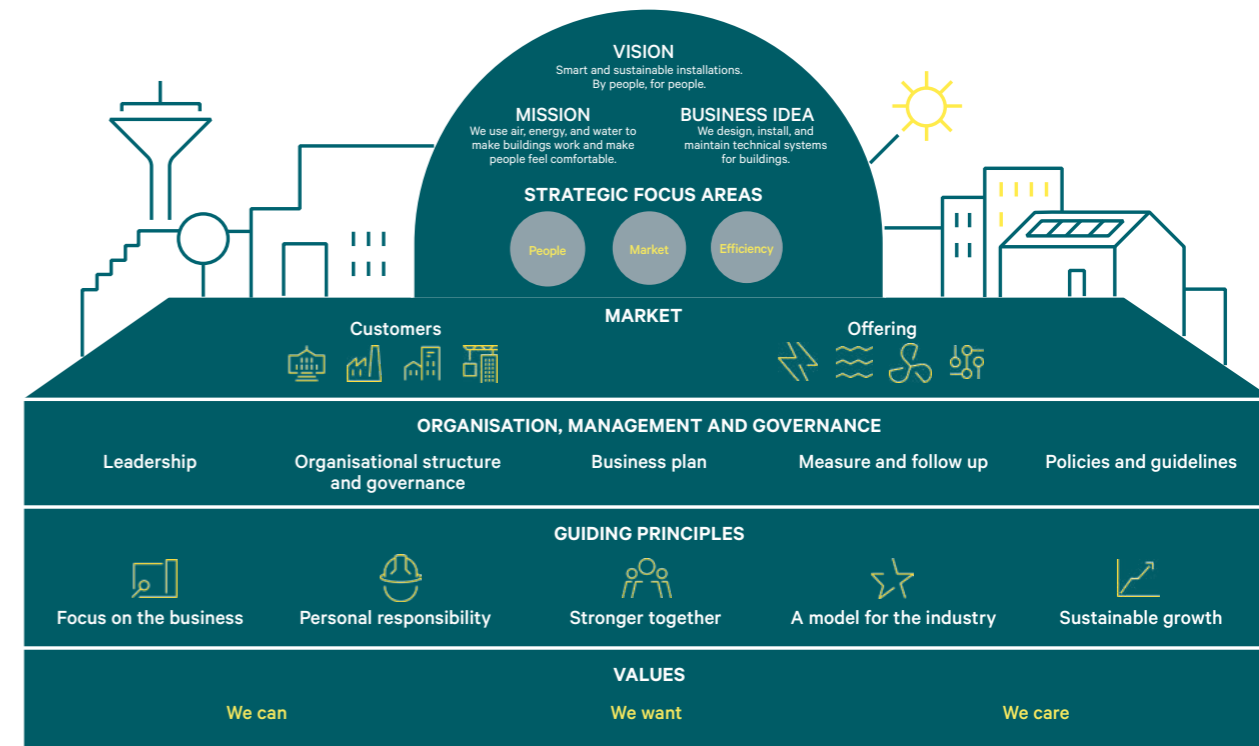 VISION
Smart and sustainable installations.
By people, for people.
MISSION
We use air, energy, and water to
make buildings work and make
people feel comfortable.
BUSINESS IDEA
We design, install, and
maintain technical systems
for buildings.
STRATEGIC FOCUS AREAS
People
Market
Efficiency
MARKET
Customers
Offering
ORGANISATION, MANAGEMENT AND GOVERNANCE
Leadership
Organisational structure
and governance
Business plan
Measure and follow up
Policies and guidelines
GUIDING PRINCIPLES
Focus on the business
Personal responsibility
Stronger together
A model for the industry
Sustainable growth
VALUES
We can
We want
We care